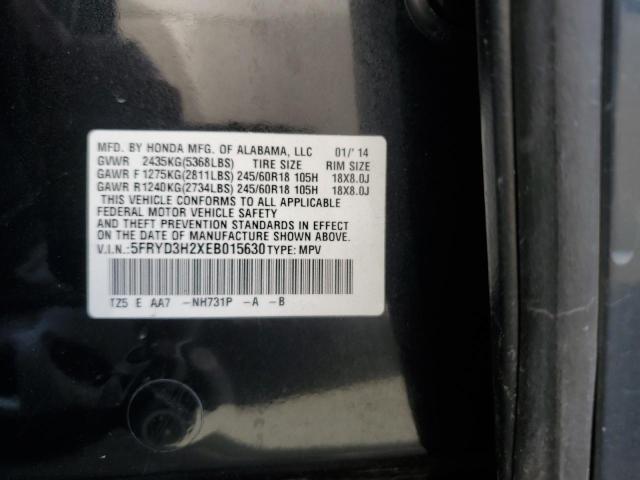 MFD. BY HONDA MFG. OF ALABAMA, LLC 01/' 14
GVWR 2435KG(5368LBS) TIRE SIZE RIM SIZE
GAWR F 1275KG(2811LBS) 245/60R18 105H 18X8.0J
GAWR R 1240KG(2734LBS) 245/60R18 105H 18X8.0J
THIS VEHICLE CONFORMS TO ALL APPLICABLE
FEDERAL MOTOR VEHICLE SAFETY
AND THEFT PREVENTION STANDARDS IN EFFECT
ON THE DATE OF MANUFACTURE SHOWN ABOVE.
V.I.N.:5FRYD3H2XEB015630 TYPE: MPV
TZ5 E AA7 -NH731P -A -B